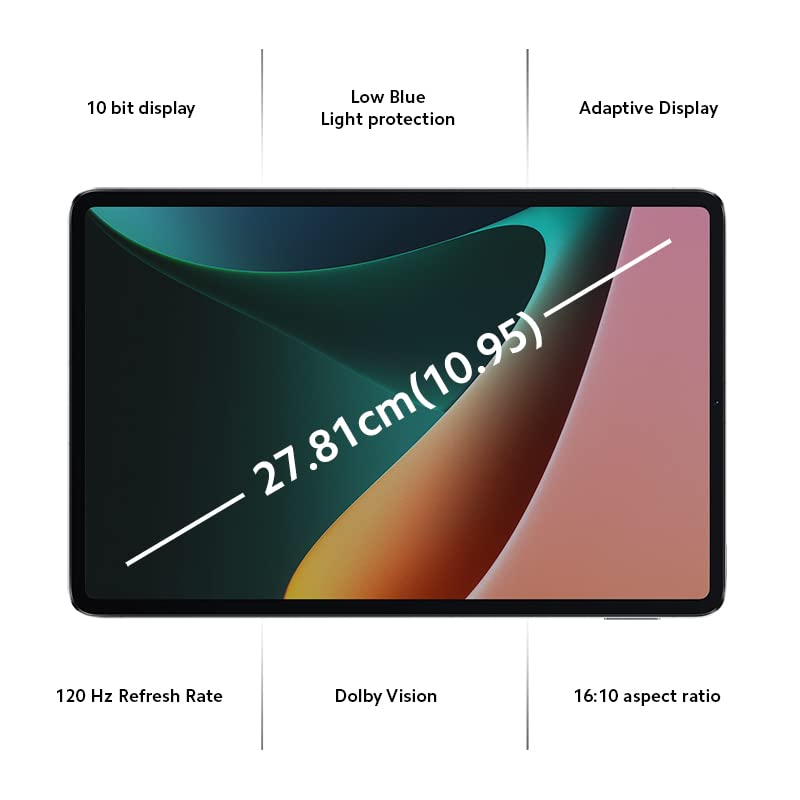 10 bit display
Low Blue
Light protection
Adaptive Display
27.81cm(10.95)
120 Hz Refresh Rate
Dolby Vision
16:10 aspect ratio